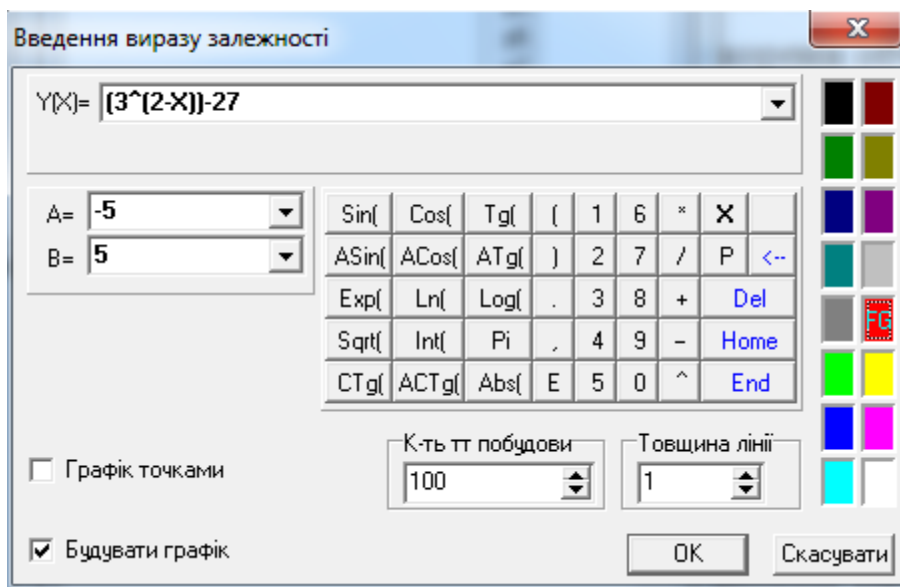 Введення виразу залежності
x
Y(X)= (3^(2-X))-27
A= -5
B= 5
Sin( Cos( Tg( ( 1 6 * X
ASin( ACos( ATg( ) 2 7 / P <--
Exp( Ln( Log( . 3 8 + Del
Sqrt( Int( Pi , 4 9 - Home
CTg( ACTg( Abs( E 5 0 ^ End
FG
К-ть тт побудови
100
Товщина лінії
1
Графік точками
Будувати графік
OK
Скасувати